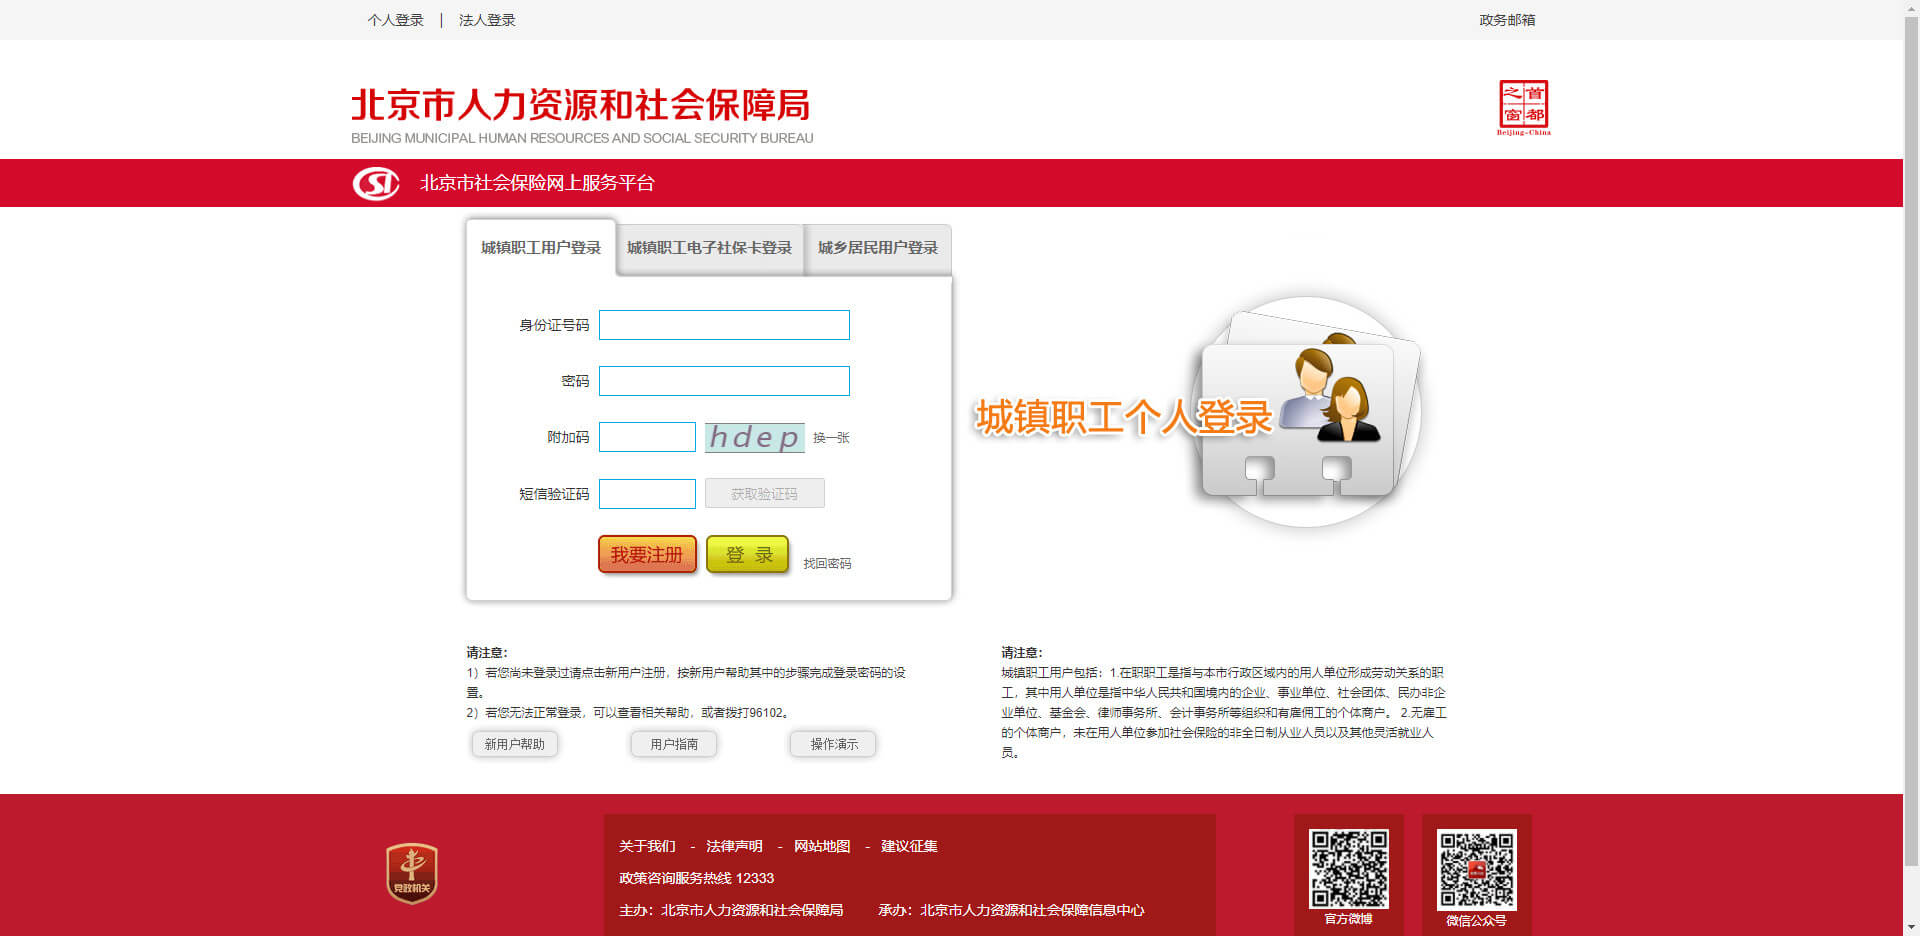 个人登录 | 法人登录
政务邮箱
北京市人力资源和社会保障局
BEIJING MUNICIPAL HUMAN RESOURCES AND SOCIAL SECURITY BUREAU
首都之窗
Beijing-China
北京市社会保险网上服务平台
城镇职工用户登录
城镇职工电子社保卡登录
城乡居民用户登录
身份证号码
密码
附加码
hdep
换一张
短信验证码
获取验证码
我要注册
登 录
找回密码
城镇职工个人登录
请注意：
1）若您尚未登录过请点击新用户注册，按新用户帮助其中的步骤完成登录密码的设
置。
2）若您无法正常登录，可以查看相关帮助，或者拨打96102。
新用户帮助
用户指南
操作演示
请注意：
城镇职工用户包括：1.在职职工是指与本市行政区域内的用人单位形成劳动关系的职
工，其中用人单位是指中华人民共和国境内的企业、事业单位、社会团体、民办非企
业单位、基金会、律师事务所、会计事务所等组织和有雇佣工的个体商户。 2.无雇工
的个体商户，未在用人单位参加社会保险的非全日制从业人员以及其他灵活就业人
员。
党政机关
关于我们 - 法律声明 - 网站地图 - 建议征集
政策咨询服务热线 12333
主办：北京市人力资源和社会保障局 承办：北京市人力资源和社会保障信息中心
官方微博
微信公众号